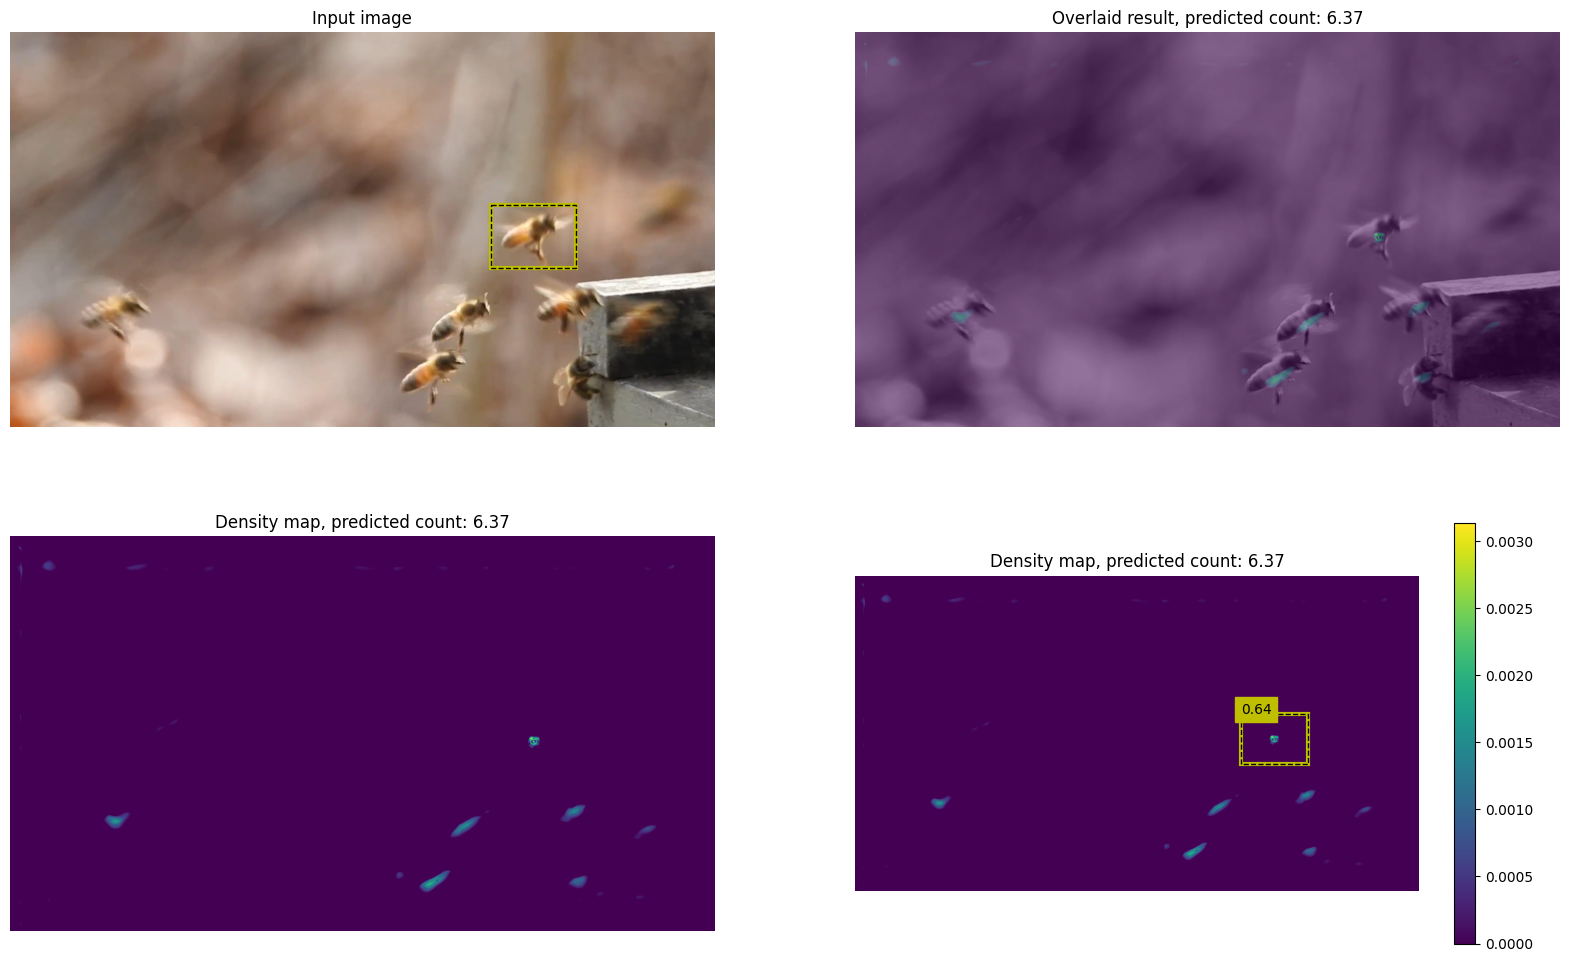 Input image
Overlaid result, predicted count: 6.37
Density map, predicted count: 6.37
Density map, predicted count: 6.37
0.64
0.0030
0.0025
0.0020
0.0015
0.0010
0.0005
0.0000